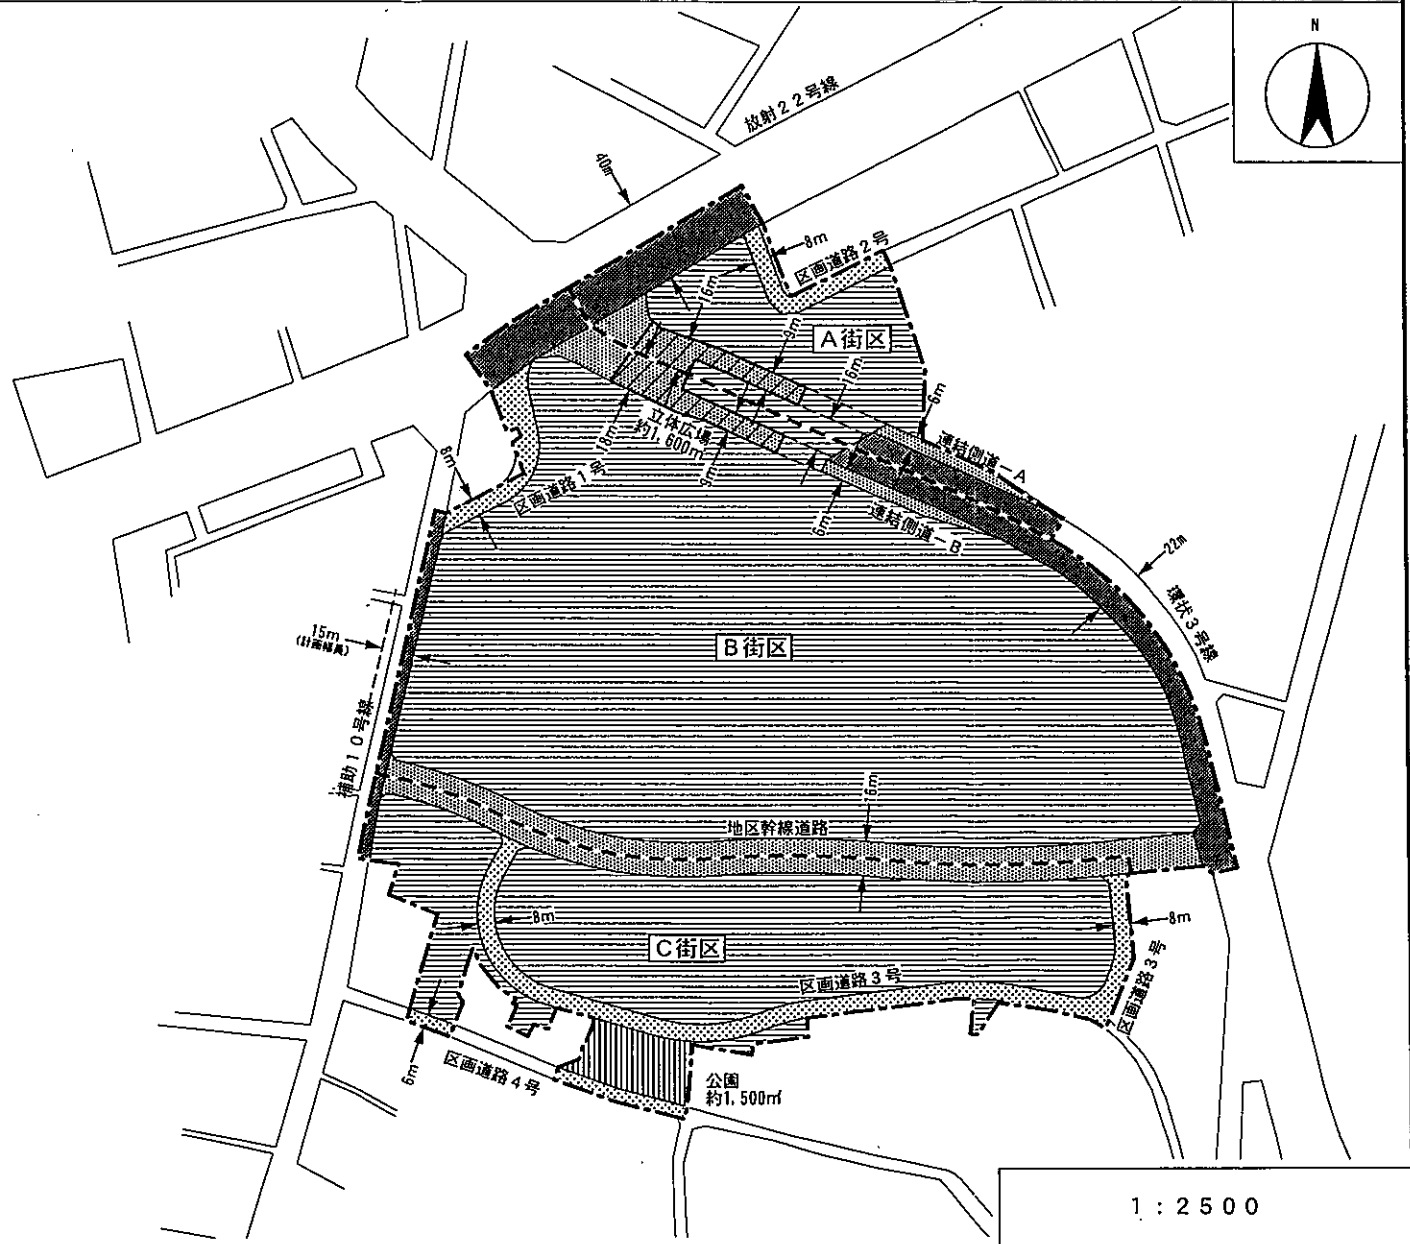 N
放射22号線
40m
8m
区画道路2号
16m
9m
A街区
16m
6m
立体広場
約1,600㎡
18m
8m
区画道路1号
9m
連結側道－A
6m
連結側道－B
22m
環状3号線
15m
(計画幅員)
B街区
補助10号線
16m
地区幹線道路
8m
8m
C街区
区画道路3号
区画道路3号
6m
区画道路4号
公園
約1,500㎡
1:2500